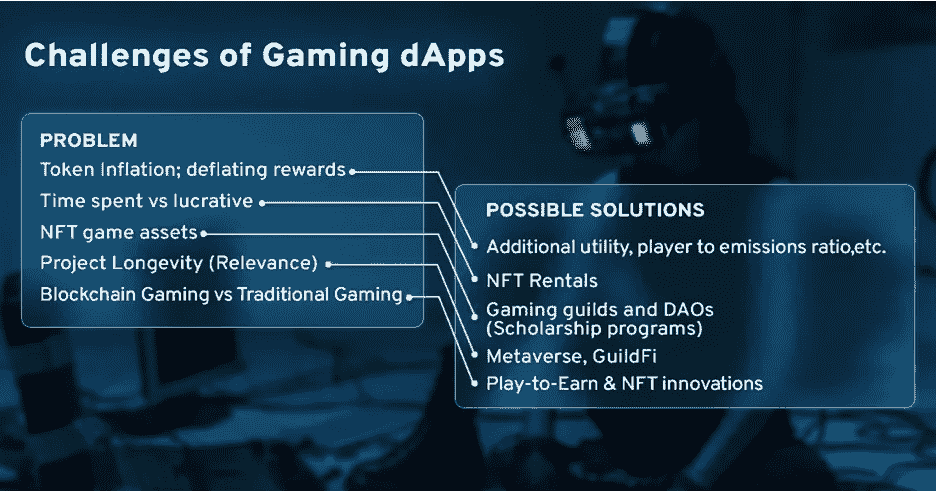 Challenges of Gaming dApps
PROBLEM
Token Inflation; deflating rewards
Time spent vs lucrative
NFT game assets
Project Longevity (Relevance)
Blockchain Gaming vs Traditional Gaming
POSSIBLE SOLUTIONS
Additional utility, player to emissions ratio,etc.
NFT Rentals
Gaming guilds and DAOs
(Scholarship programs)
Metaverse, GuildFi
Play-to-Earn & NFT innovations